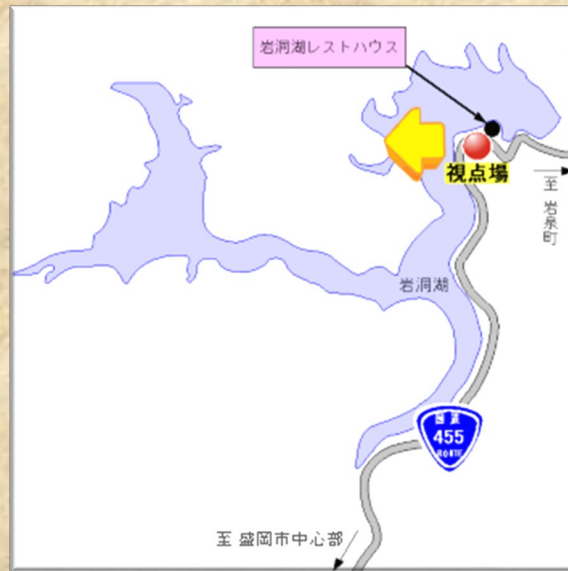 岩洞湖レストハウス
視点場
至 岩泉町
岩洞湖
国道
455
ROUTE
至 盛岡市中心部